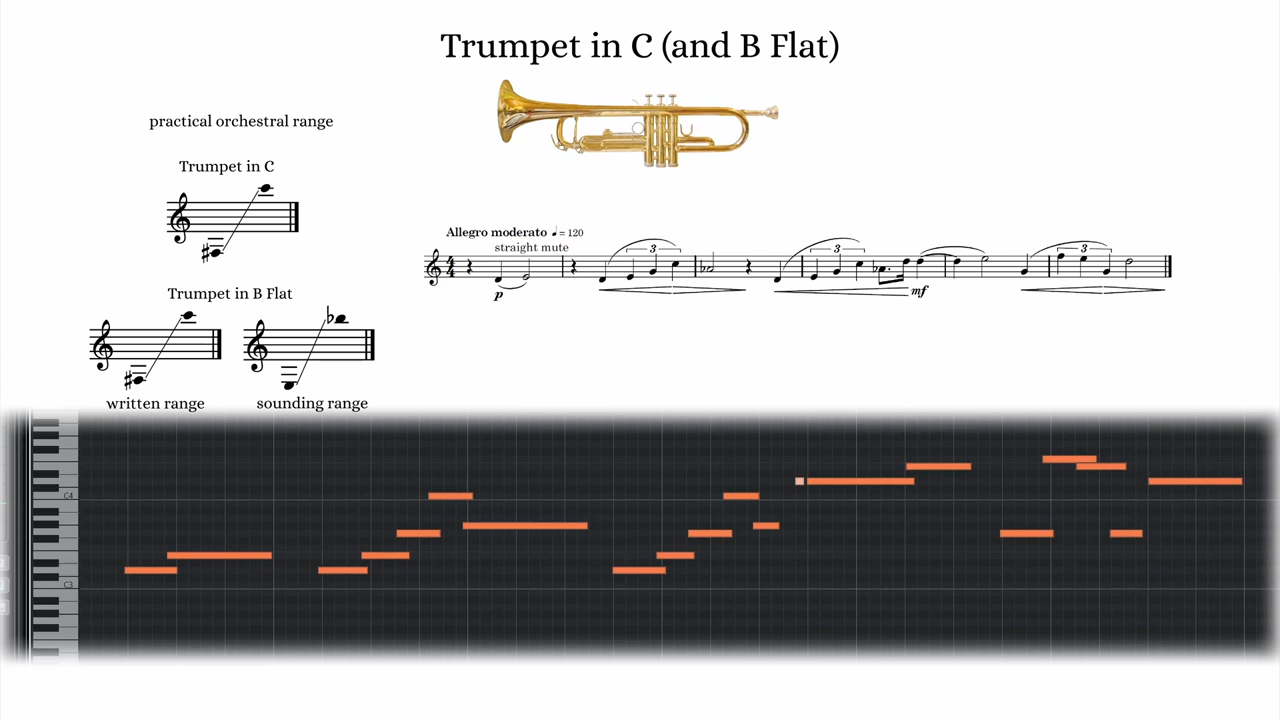 Trumpet in C (and B Flat)
practical orchestral range
Trumpet in C
Trumpet in B Flat
written range
sounding range
Allegro moderato ♩ = 120
straight mute
3
3
3
p
mf
C4
C3